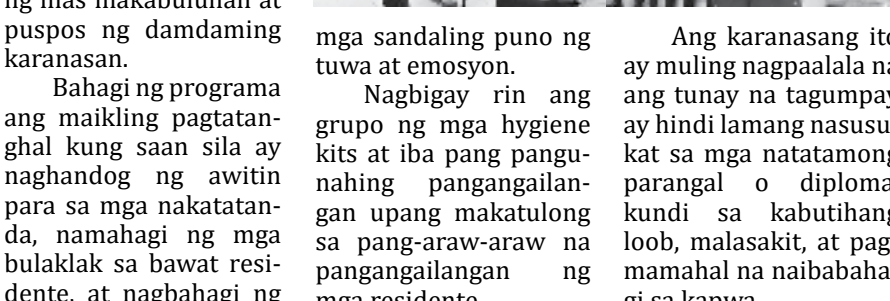 ng mas makabuluhan at
puspos ng damdaming
karanasan.
Bahagi ng programa
ang maikling pagtatan-
ghal kung saan sila ay
naghandog ng awitin
para sa mga nakatatan-
da, namahagi ng mga
bulaklak sa bawat resi-
dente, at nagbahagi ng
mga sandaling puno ng
tuwa at emosyon.
Nagbigay rin ang
grupo ng mga hygiene
kits at iba pang pangu-
nahing pangangailan-
gan upang makatulong
sa pang-araw-araw na
pangangailangan ng
mga residente.
Ang karanasang ito
ay muling nagpaalala na
ang tunay na tagumpay
ay hindi lamang nasusu-
kat sa mga natatamong
parangal o diploma
kundi sa kabutihang
loob, malasakit, at pag-
mamahal na naibabaha-
gi sa kapwa.